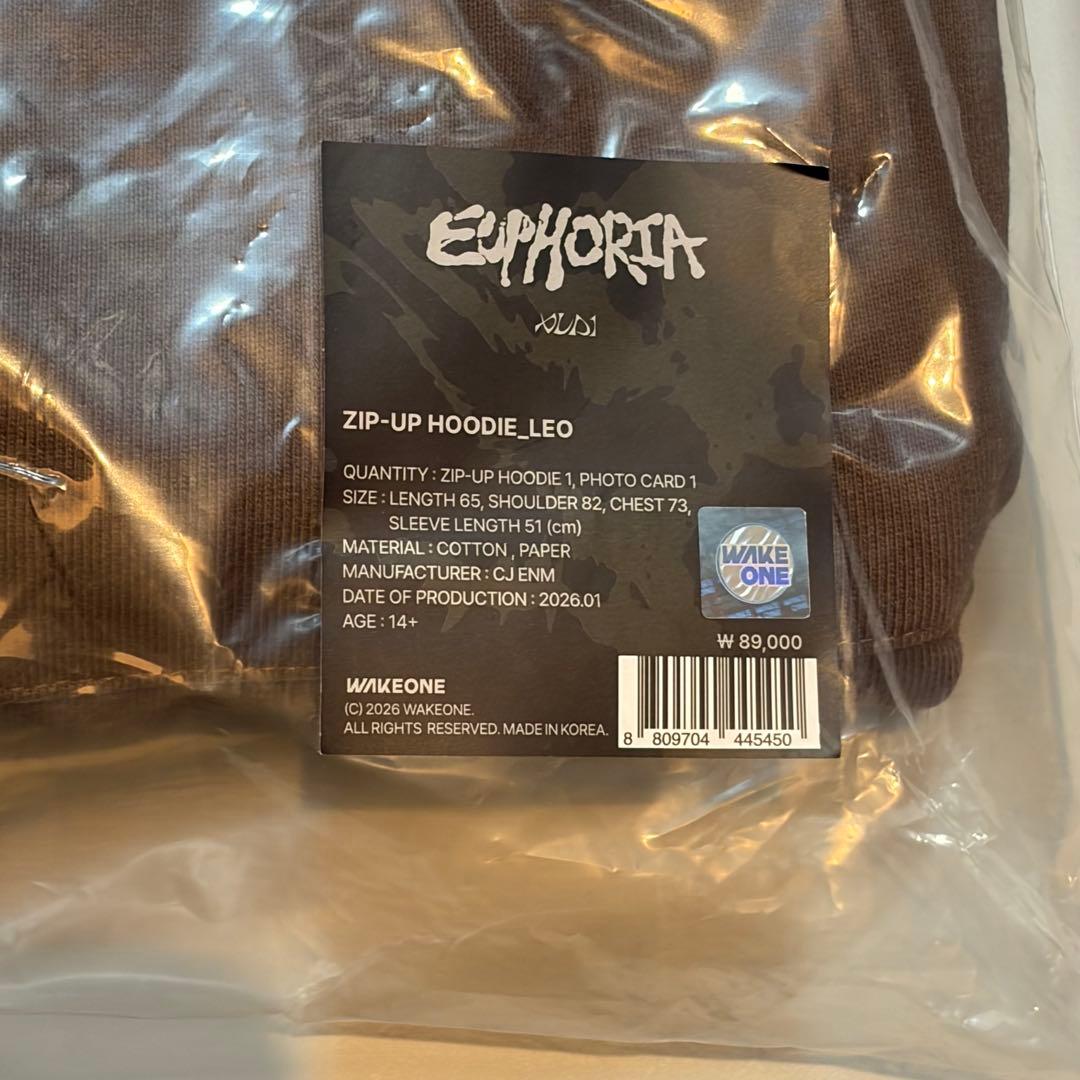 EUPHORIA
ZIP-UP HOODIE_LEO
QUANTITY : ZIP-UP HOODIE 1, PHOTO CARD 1
SIZE : LENGTH 65, SHOULDER 82, CHEST 73,
SLEEVE LENGTH 51 (cm)
MATERIAL : COTTON , PAPER
MANUFACTURER : CJ ENM
DATE OF PRODUCTION : 2026.01
AGE : 14+
WAKE
ONE
₩ 89,000
WAKEONE
(C) 2026 WAKEONE.
ALL RIGHTS RESERVED. MADE IN KOREA.
8 809704 445450